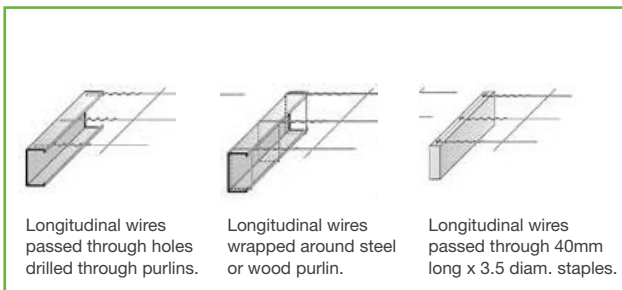 Longitudinal wires
passed through holes
drilled through purlins.
Longitudinal wires
wrapped around steel
or wood purlin.
Longitudinal wires
passed through 40mm
long x 3.5 diam. staples.